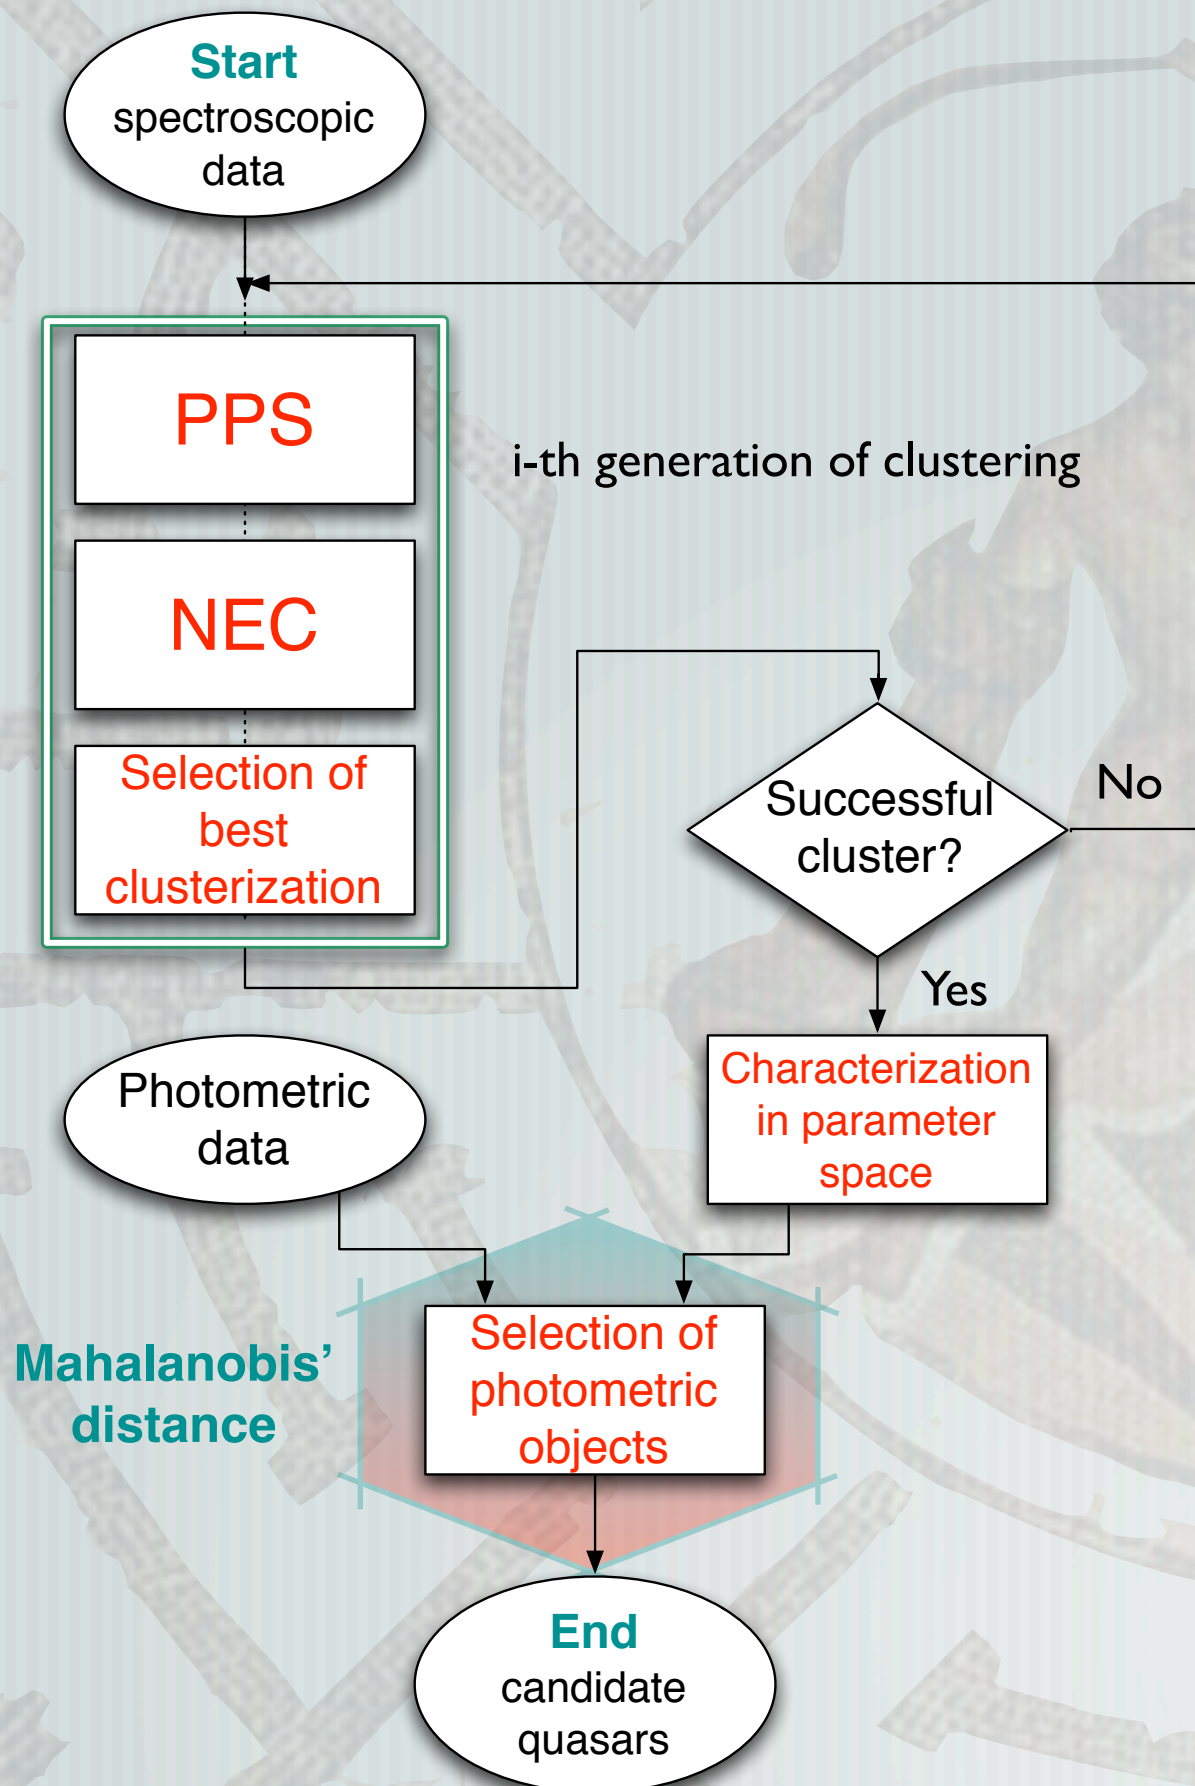 Start
spectroscopic
data
PPS
i-th generation of clustering
NEC
Selection of
best
clusterization
Successful
cluster?
No
Yes
Characterization
in parameter
space
Photometric
data
Mahalanobis’
distance
Selection of
photometric
objects
End
candidate
quasars